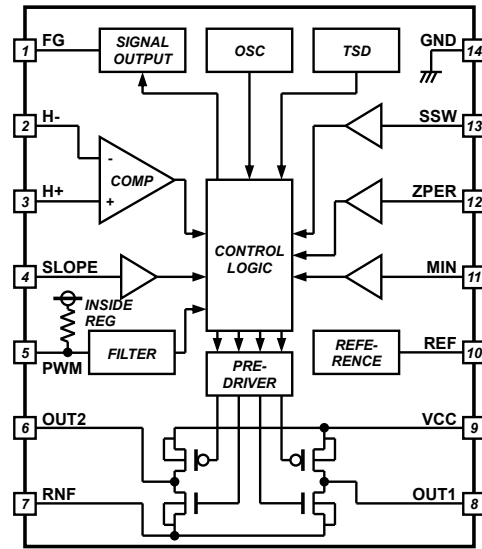 FG
1
SIGNAL
OUTPUT
OSC
TSD
GND
14
H-
2
SSW
13
-
COMP
+
H+
3
ZPER
12
CONTROL
LOGIC
SLOPE
4
MIN
11
INSIDE
REG
5
PWM
FILTER
PRE-
DRIVER
REFE-
RENCE
REF
10
6
OUT2
VCC
9
7
RNF
OUT1
8